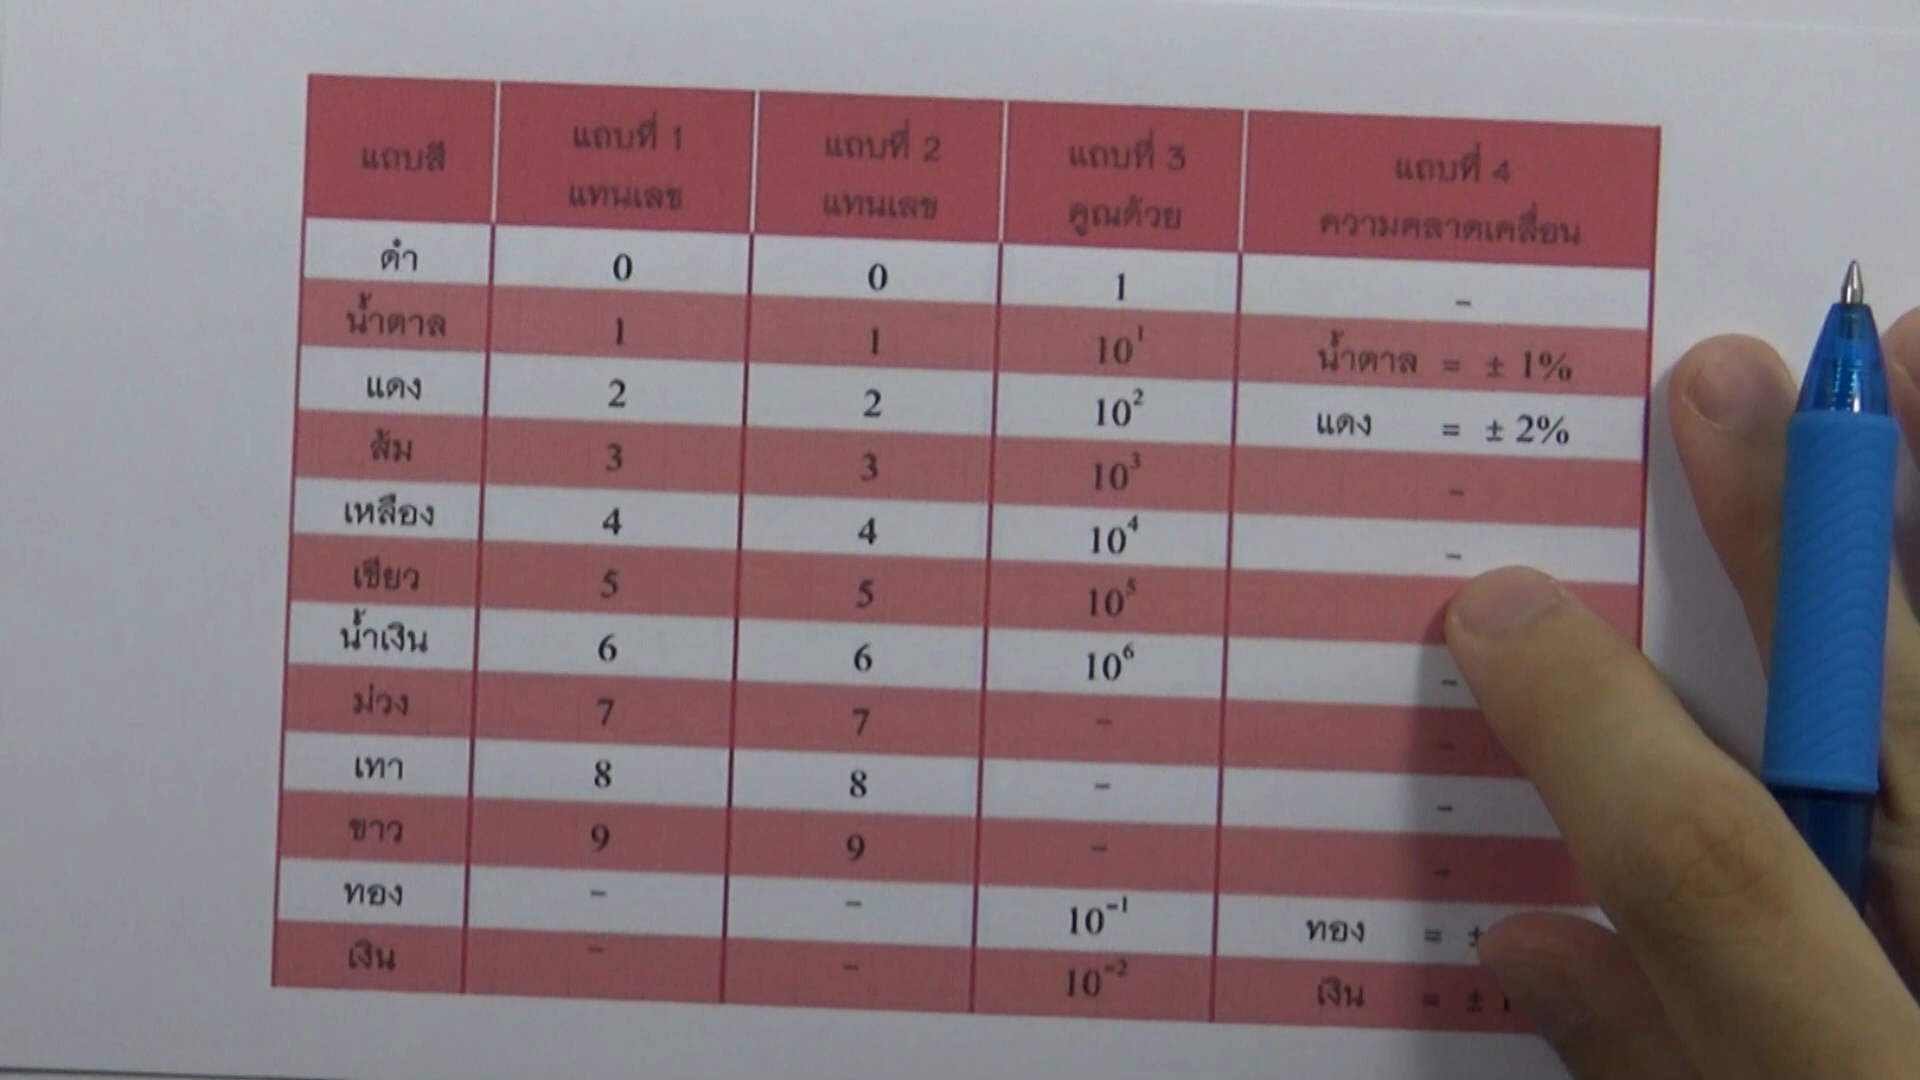 แถบสี แถบที่ 1 แทนเลข แถบที่ 2 แทนเลข แถบที่ 3 คูณด้วย แถบที่ 4 ความคลาดเคลื่อน
ดำ 0 0 1 -
น้ำตาล 1 1 10¹ น้ำตาล = ± 1%
แดง 2 2 10² แดง = ± 2%
ส้ม 3 3 10³ -
เหลือง 4 4 10⁴ -
เขียว 5 5 10⁵
น้ำเงิน 6 6 10⁶ -
ม่วง 7 7 - -
เทา 8 8 - -
ขาว 9 9 - -
ทอง - - 10⁻¹ ทอง = ±
เงิน - - 10⁻² เงิน = ± 1